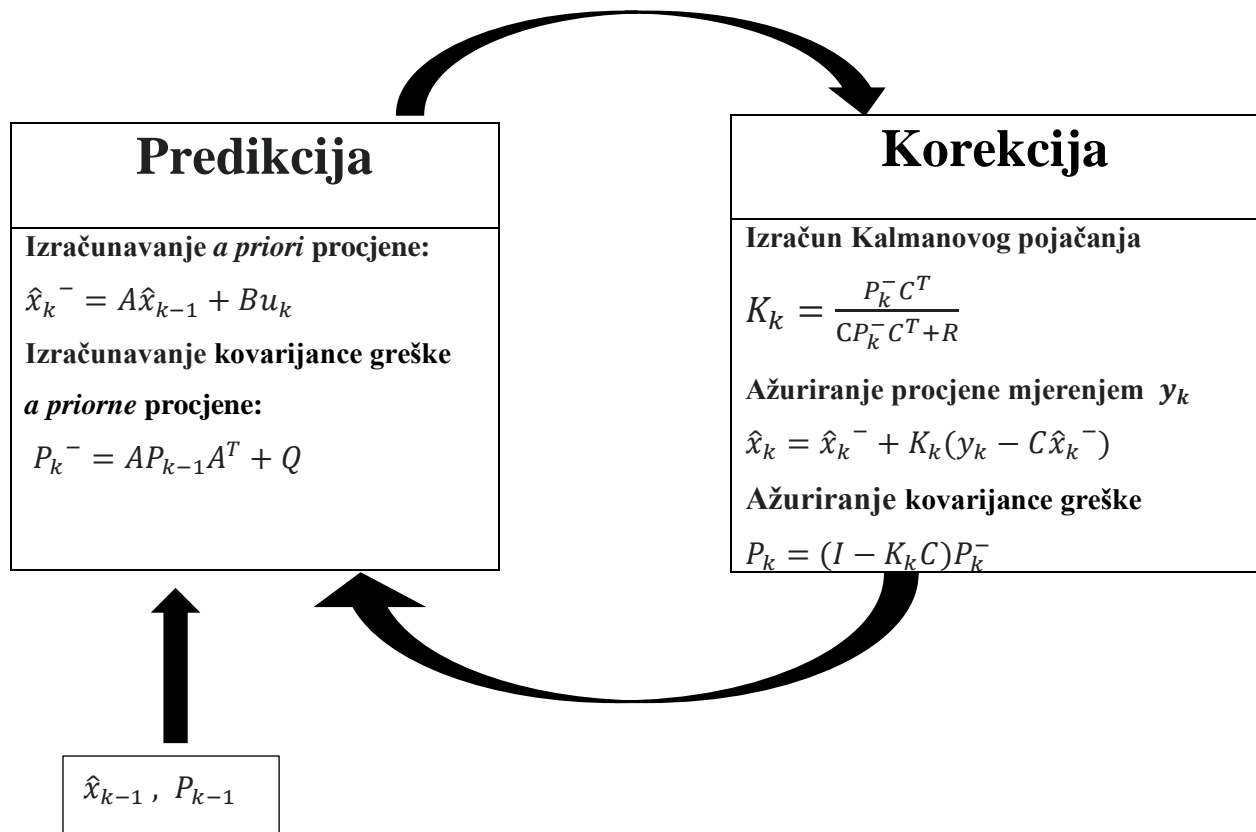 Predikcija
Izračunavanje a priori procjene:
x̂ₖ⁻ = Ax̂ₖ₋₁ + Buₖ
Izračunavanje kovarijance greške
a priorne procjene:
Pₖ⁻ = APₖ₋₁Aᵀ + Q
Korekcija
Izračun Kalmanovog pojačanja
Kₖ = Pₖ⁻Cᵀ / CPₖ⁻Cᵀ+R
Ažuriranje procjene mjerenjem yₖ
x̂ₖ = x̂ₖ⁻ + Kₖ(yₖ − Cx̂ₖ⁻)
Ažuriranje kovarijance greške
Pₖ = (I − KₖC)Pₖ⁻
x̂ₖ₋₁ , Pₖ₋₁